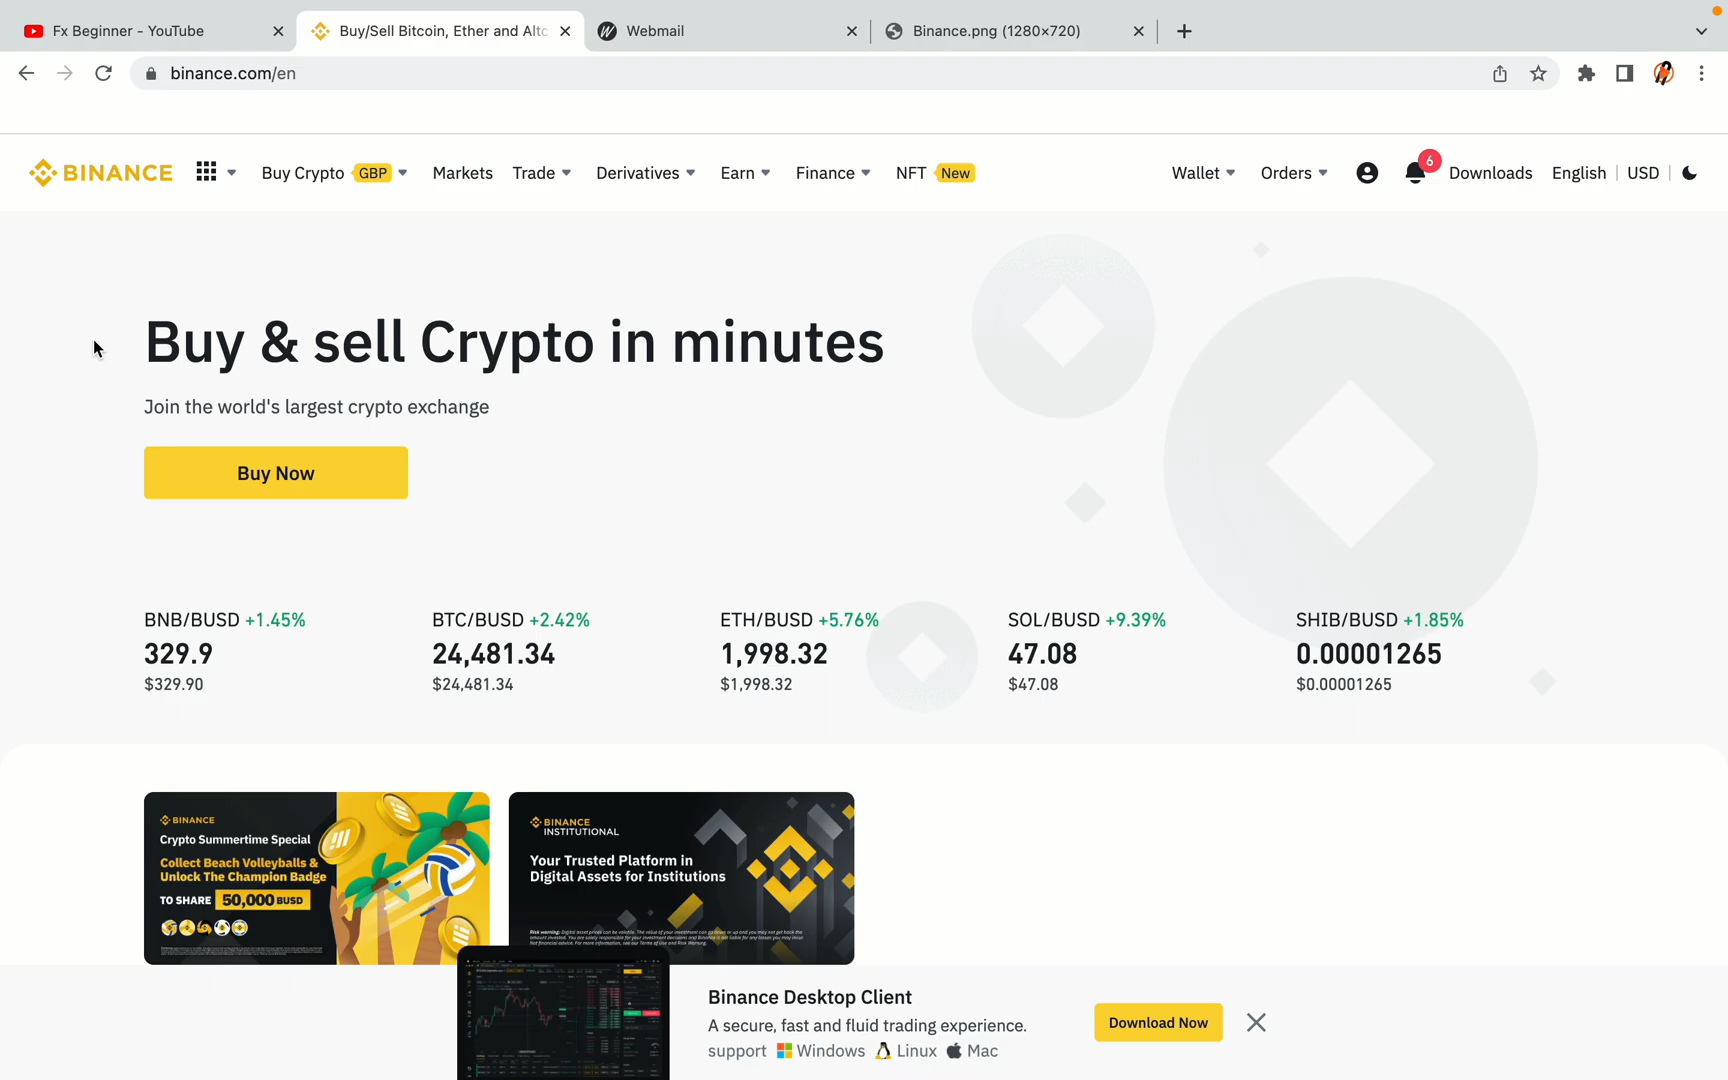 Fx Beginner - YouTube
Buy/Sell Bitcoin, Ether and Altc
Webmail
Binance.png (1280×720)
binance.com/en
BINANCE
Buy Crypto GBP
Markets
Trade
Derivatives
Earn
Finance
NFT New
Wallet
Orders
6
Downloads
English
USD
Buy & sell Crypto in minutes
Join the world's largest crypto exchange
Buy Now
BNB/BUSD +1.45%
329.9
$329.90
BTC/BUSD +2.42%
24,481.34
$24,481.34
ETH/BUSD +5.76%
1,998.32
$1,998.32
SOL/BUSD +9.39%
47.08
$47.08
SHIB/BUSD +1.85%
0.00001265
$0.00001265
BINANCE
Crypto Summertime Special
Collect Beach Volleyballs &
Unlock The Champion Badge
TO SHARE 50,000 BUSD
BINANCE
INSTITUTIONAL
Your Trusted Platform in
Digital Assets for Institutions
Binance Desktop Client
A secure, fast and fluid trading experience.
support Windows Linux Mac
Download Now